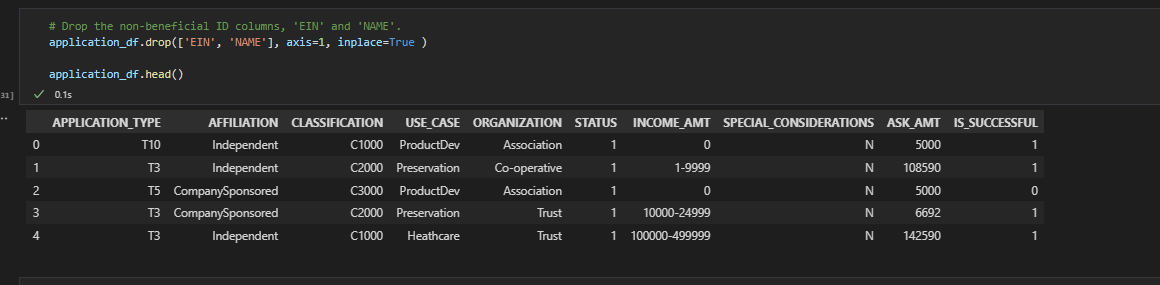 # Drop the non-beneficial ID columns, 'EIN' and 'NAME'.
application_df.drop(['EIN', 'NAME'], axis=1, inplace=True )
application_df.head()
31] 0.1s
APPLICATION_TYPE AFFILIATION CLASSIFICATION USE_CASE ORGANIZATION STATUS INCOME_AMT SPECIAL_CONSIDERATIONS ASK_AMT IS_SUCCESSFUL
0 T10 Independent C1000 ProductDev Association 1 0 N 5000 1
1 T3 Independent C2000 Preservation Co-operative 1 1-9999 N 108590 1
2 T5 CompanySponsored C3000 ProductDev Association 1 0 N 5000 0
3 T3 CompanySponsored C2000 Preservation Trust 1 10000-24999 N 6692 1
4 T3 Independent C1000 Heathcare Trust 1 100000-499999 N 142590 1